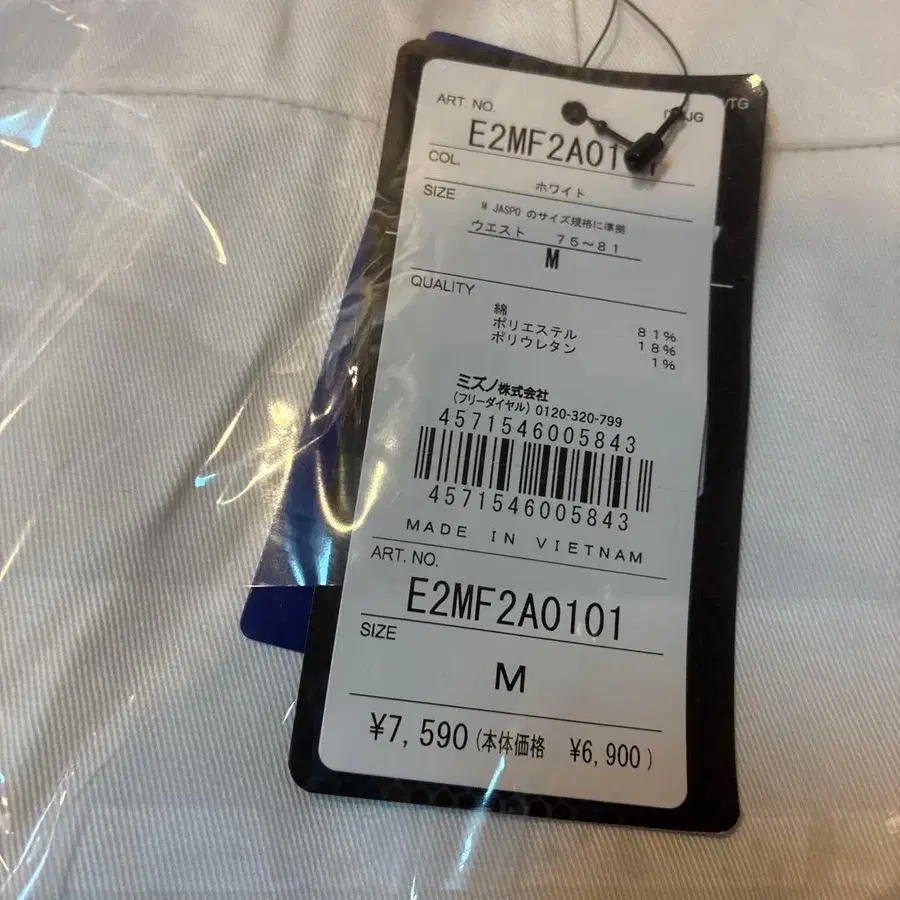 ART. NO.
E2MF2A01
COL.
ホワイト
SIZE
M JASPO のサイズ規格に準拠
ウエスト 75~81
M
QUALITY
綿 81%
ポリエステル 18%
ポリウレタン 1%
ミズノ株式会社
(フリーダイヤル) 0120-320-799
4571546005843
4571546005843
MADE IN VIETNAM
ART. NO.
E2MF2A0101
SIZE
M
¥7,590 (本体価格 ¥6,900)